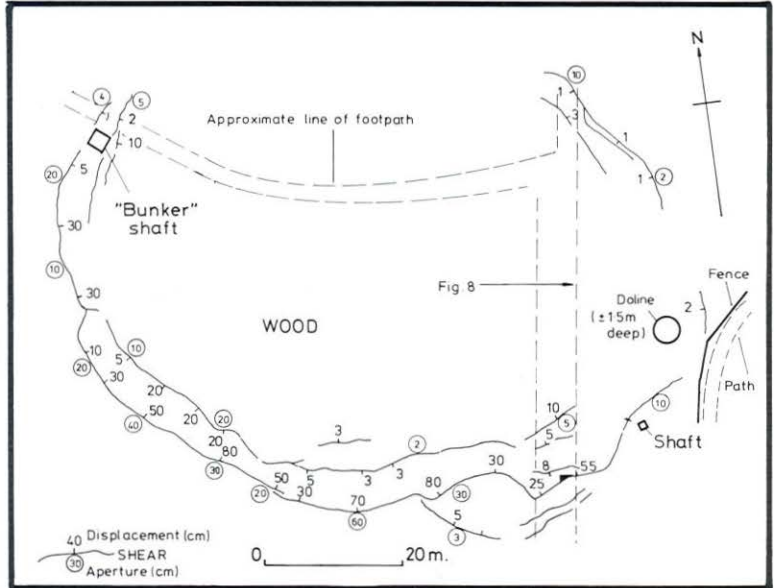 ④ ⑤
2
10
⑳ 5
"Bunker"
shaft
30
⑩
30
Approximate line of footpath
⑩
1
3
1
1 ②
N
Fig. 8
WOOD
Doline
(±1.5m
deep)
2
Fence
Path
10
⑳
5 ⑩
30
20
50
㊵
20
⑳
20
80
㉚
3
②
50
⑳
5
30
3
3
70
60
80
㉚
30
5
③
10
⑤
5
8
25
55
⑩
Shaft
40 Displacement (cm)
SHEAR
㉚ Aperture (cm)
0 20 m.